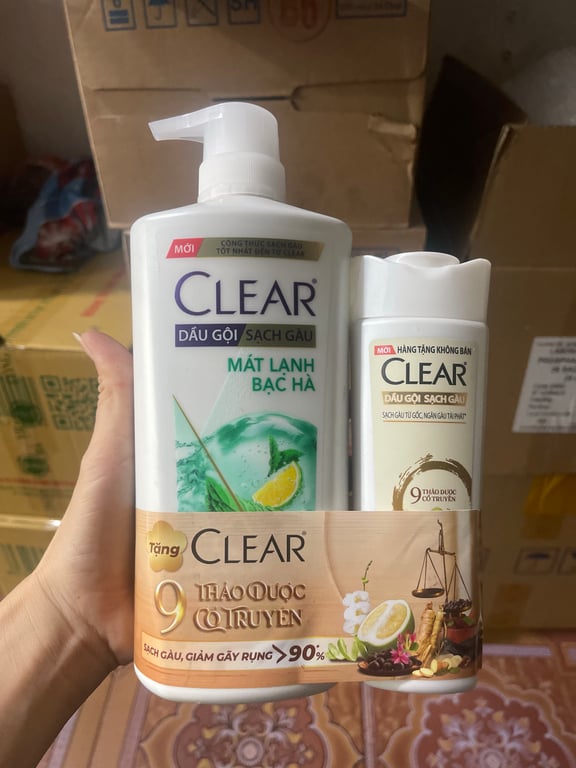 MỚI
CÔNG THỨC SẠCH GÀU
TỐT NHẤT ĐẾN TỪ CLEAR
CLEAR
DẦU GỘI SẠCH GÀU
MÁT LẠNH
BẠC HÀ
MỚI HÀNG TẶNG KHÔNG BÁN
CLEAR
DẦU GỘI SẠCH GÀU
SẠCH GÀU TỪ GỐC, NGĂN GÀU TÁI PHÁT*
9 THẢO DƯỢC
CỔ TRUYỀN
Tặng CLEAR
9 THẢO DƯỢC
CỔ TRUYỀN
SẠCH GÀU, GIẢM GÃY RỤNG >90%*